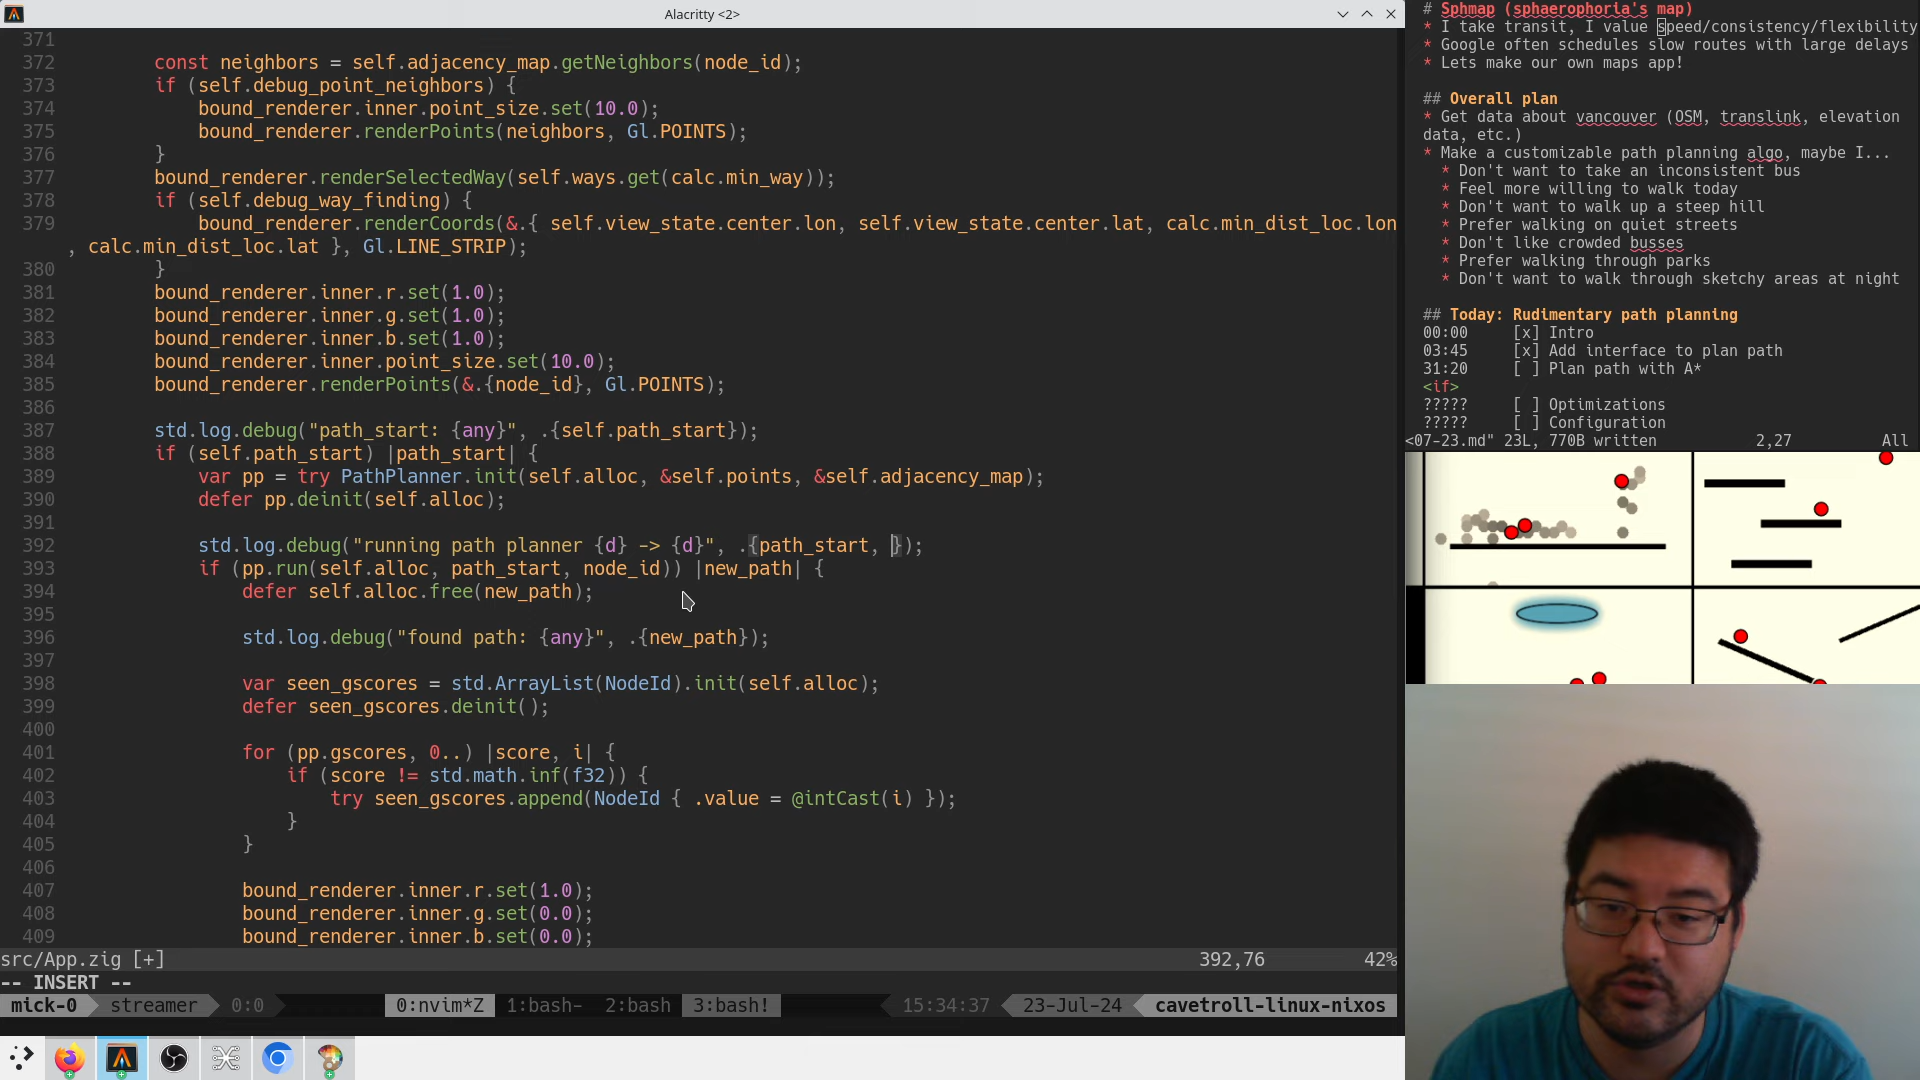 Alacritty <2>
371
372 const neighbors = self.adjacency_map.getNeighbors(node_id);
373 if (self.debug_point_neighbors) {
374 bound_renderer.inner.point_size.set(10.0);
375 bound_renderer.renderPoints(neighbors, Gl.POINTS);
376 }
377 bound_renderer.renderSelectedWay(self.ways.get(calc.min_way));
378 if (self.debug_way_finding) {
379 bound_renderer.renderCoords(&.{ self.view_state.center.lon, self.view_state.center.lat, calc.min_dist_loc.lon
, calc.min_dist_loc.lat }, Gl.LINE_STRIP);
380 }
381 bound_renderer.inner.r.set(1.0);
382 bound_renderer.inner.g.set(1.0);
383 bound_renderer.inner.b.set(1.0);
384 bound_renderer.inner.point_size.set(10.0);
385 bound_renderer.renderPoints(&.{node_id}, Gl.POINTS);
386
387 std.log.debug("path_start: {any}", .{self.path_start});
388 if (self.path_start) |path_start| {
389 var pp = try PathPlanner.init(self.alloc, &self.points, &self.adjacency_map);
390 defer pp.deinit(self.alloc);
391
392 std.log.debug("running path planner {d} -> {d}", .{path_start, });
393 if (pp.run(self.alloc, path_start, node_id)) |new_path| {
394 defer self.alloc.free(new_path);
395
396 std.log.debug("found path: {any}", .{new_path});
397
398 var seen_gscores = std.ArrayList(NodeId).init(self.alloc);
399 defer seen_gscores.deinit();
400
401 for (pp.gscores, 0..) |score, i| {
402 if (score != std.math.inf(f32)) {
403 try seen_gscores.append(NodeId { .value = @intCast(i) });
404 }
405 }
406
407 bound_renderer.inner.r.set(1.0);
408 bound_renderer.inner.g.set(0.0);
409 bound_renderer.inner.b.set(0.0);
src/App.zig [+] 392,76 42%
-- INSERT --
mick-0 streamer 0:0 0:nvim*Z 1:bash- 2:bash 3:bash! 15:34:37 23-Jul-24 cavetroll-linux-nixos
# Sphmap (sphaerophoria's map)
* I take transit, I value speed/consistency/flexibility
* Google often schedules slow routes with large delays
* Lets make our own maps app!
## Overall plan
* Get data about vancouver (OSM, translink, elevation
data, etc.)
* Make a customizable path planning algo, maybe I...
* Don't want to take an inconsistent bus
* Feel more willing to walk today
* Don't want to walk up a steep hill
* Prefer walking on quiet streets
* Don't like crowded busses
* Prefer walking through parks
* Don't want to walk through sketchy areas at night
## Today: Rudimentary path planning
00:00 [x] Intro
03:45 [x] Add interface to plan path
31:20 [ ] Plan path with A*
<if>
????? [ ] Optimizations
????? [ ] Configuration
<07-23.md" 23L, 770B written 2,27 All